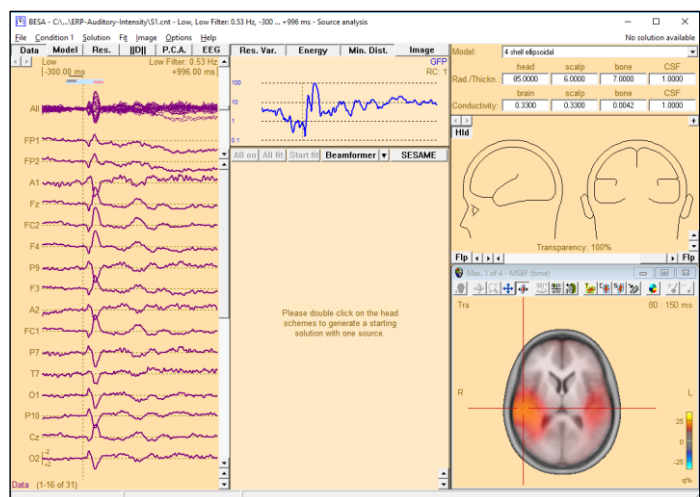 BESA - C:\...\ERP-Auditory-Intensity\S1.cnt - Low, Low Filter: 0.53 Hz, -300 ... +996 ms - Source analysis
File Condition 1 Solution Fit Image Options Help
No solution available
Data Model Res. ||D|| P.C.A. EEG
Low Low Filter: 0.53 Hz
-300.00 ms +996.00 ms
All
FP1
FP2
A1
Fz
FC2
F4
P9
F3
A2
FC1
P7
T7
O1
P10
Cz
O2
Data (1-16 of 31)
Res. Var. Energy Min. Dist. Image
GFP
RC: 1
100
10
1.0
0.1
All on All fit Start fit Beamformer SESAME
Please double click on the head
schemes to generate a starting
solution with one source.
Model: 4 shell ellipsoidal
head scalp bone CSF
Rad./Thickn.: 85.0000 6.0000 7.0000 1.0000
brain scalp bone CSF
Conductivity: 0.3300 0.3300 0.0042 1.0000
Hld
Transparency: 100%
Flp Flp
Max. 1 of 4 - MSBF (time)
Tra 80 : 150 ms
R L
25
0
-25
q%